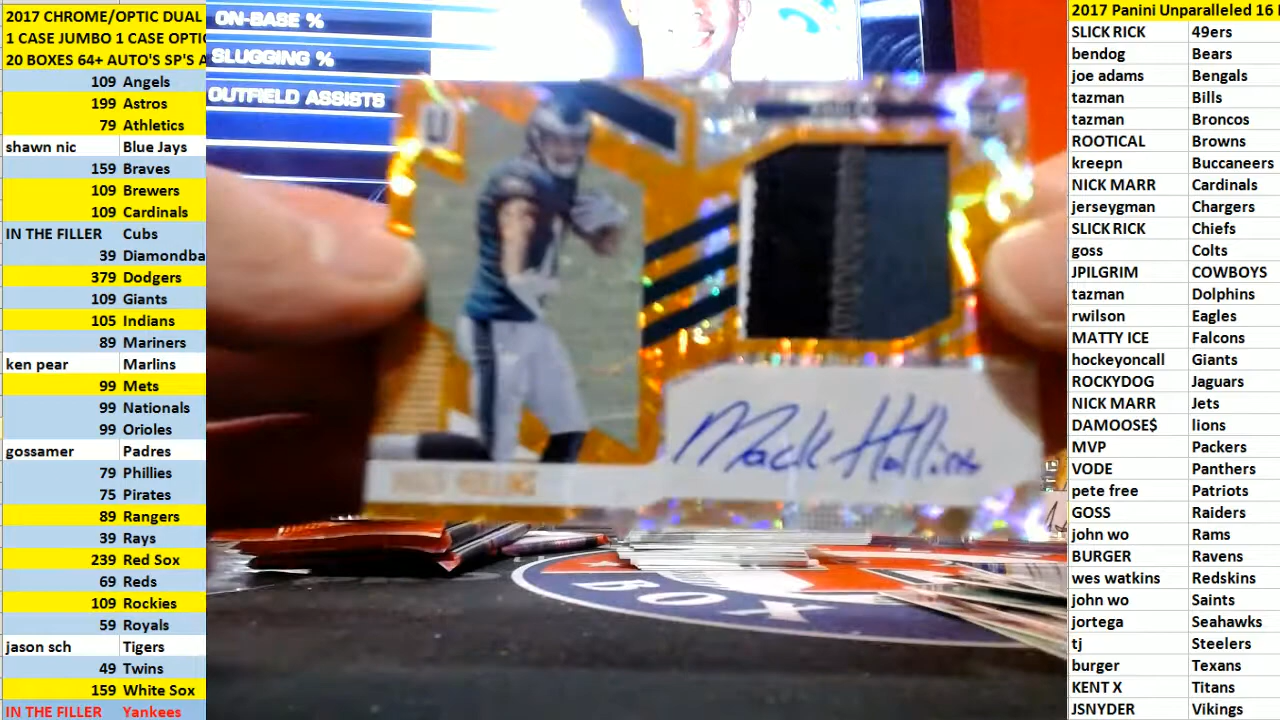 2017 CHROME/OPTIC DUAL
1 CASE JUMBO 1 CASE OPTIC
20 BOXES 64+ AUTO'S SP'S A
109 Angels
199 Astros
79 Athletics
shawn nic Blue Jays
159 Braves
109 Brewers
109 Cardinals
IN THE FILLER Cubs
39 Diamondba
379 Dodgers
109 Giants
105 Indians
89 Mariners
ken pear Marlins
99 Mets
99 Nationals
99 Orioles
gossamer Padres
79 Phillies
75 Pirates
89 Rangers
39 Rays
239 Red Sox
69 Reds
109 Rockies
59 Royals
jason sch Tigers
49 Twins
159 White Sox
IN THE FILLER Yankees
ON-BASE %
SLUGGING %
OUTFIELD ASSISTS
U
Mack Hollins
HOLLINS
BOX
2017 Panini Unparalleled 16
SLICK RICK 49ers
bendog Bears
joe adams Bengals
tazman Bills
tazman Broncos
ROOTICAL Browns
kreepn Buccaneers
NICK MARR Cardinals
jerseygman Chargers
SLICK RICK Chiefs
goss Colts
JPILGRIM COWBOYS
tazman Dolphins
rwilson Eagles
MATTY ICE Falcons
hockeyoncall Giants
ROCKYDOG Jaguars
NICK MARR Jets
DAMOOSE$ lions
MVP Packers
VODE Panthers
pete free Patriots
GOSS Raiders
john wo Rams
BURGER Ravens
wes watkins Redskins
john wo Saints
jortega Seahawks
tj Steelers
burger Texans
KENT X Titans
JSNYDER Vikings